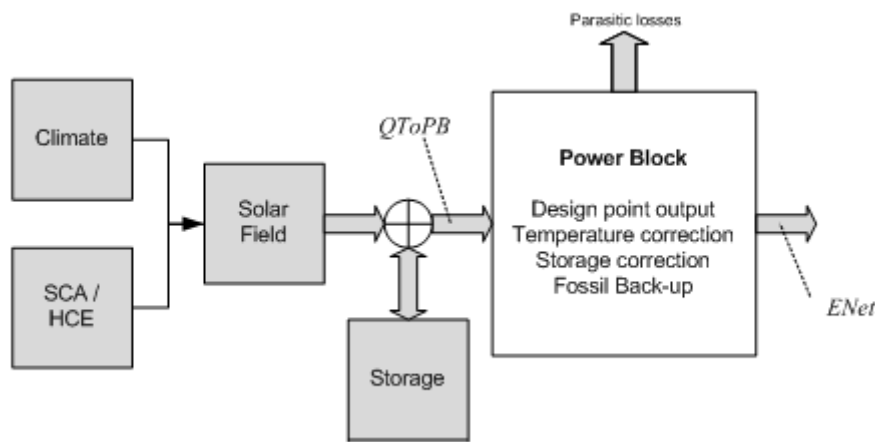 Parasitic losses
Climate
QToPB
Power Block
Solar
Field
Design point output
Temperature correction
Storage correction
Fossil Back-up
SCA /
HCE
ENet
Storage